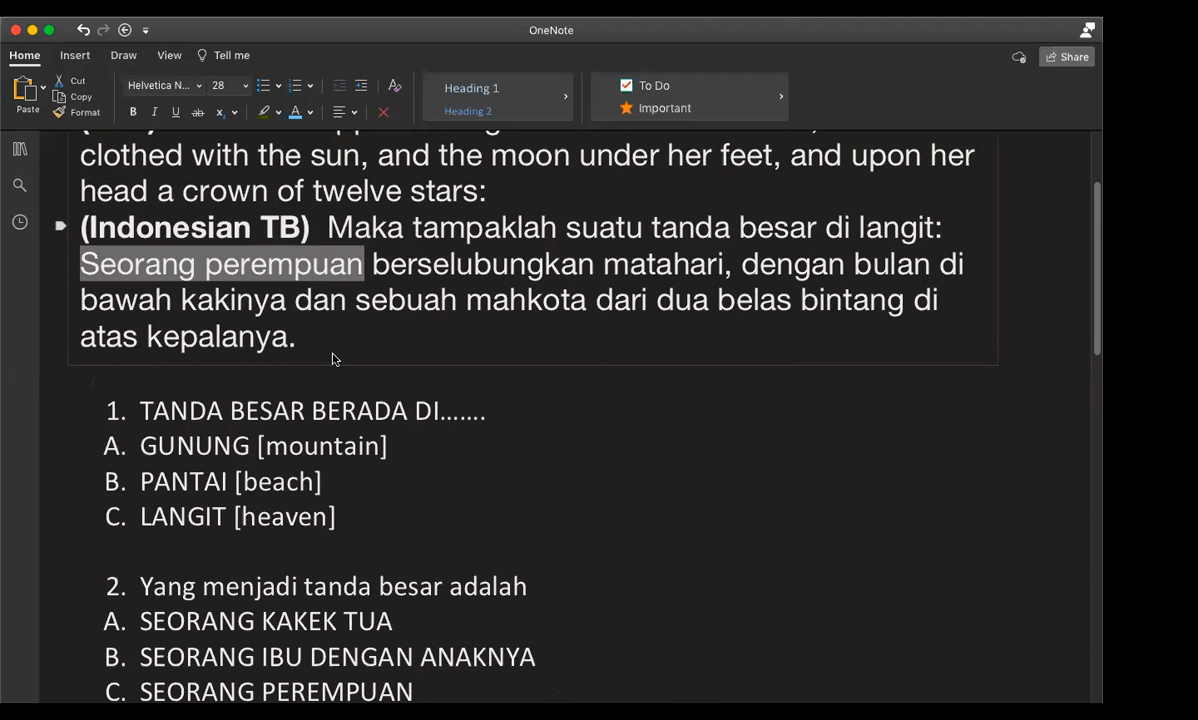 OneNote
Home Insert Draw View Tell me
Share
Paste
Cut
Copy
Format
Helvetica N... 28
B I U ab x₂ A
Heading 1
Heading 2
To Do
Important
clothed with the sun, and the moon under her feet, and upon her
head a crown of twelve stars:
(Indonesian TB) Maka tampaklah suatu tanda besar di langit:
Seorang perempuan berselubungkan matahari, dengan bulan di
bawah kakinya dan sebuah mahkota dari dua belas bintang di
atas kepalanya.
1. TANDA BESAR BERADA DI.......
A. GUNUNG [mountain]
B. PANTAI [beach]
C. LANGIT [heaven]
2. Yang menjadi tanda besar adalah
A. SEORANG KAKEK TUA
B. SEORANG IBU DENGAN ANAKNYA
C. SEORANG PEREMPUAN